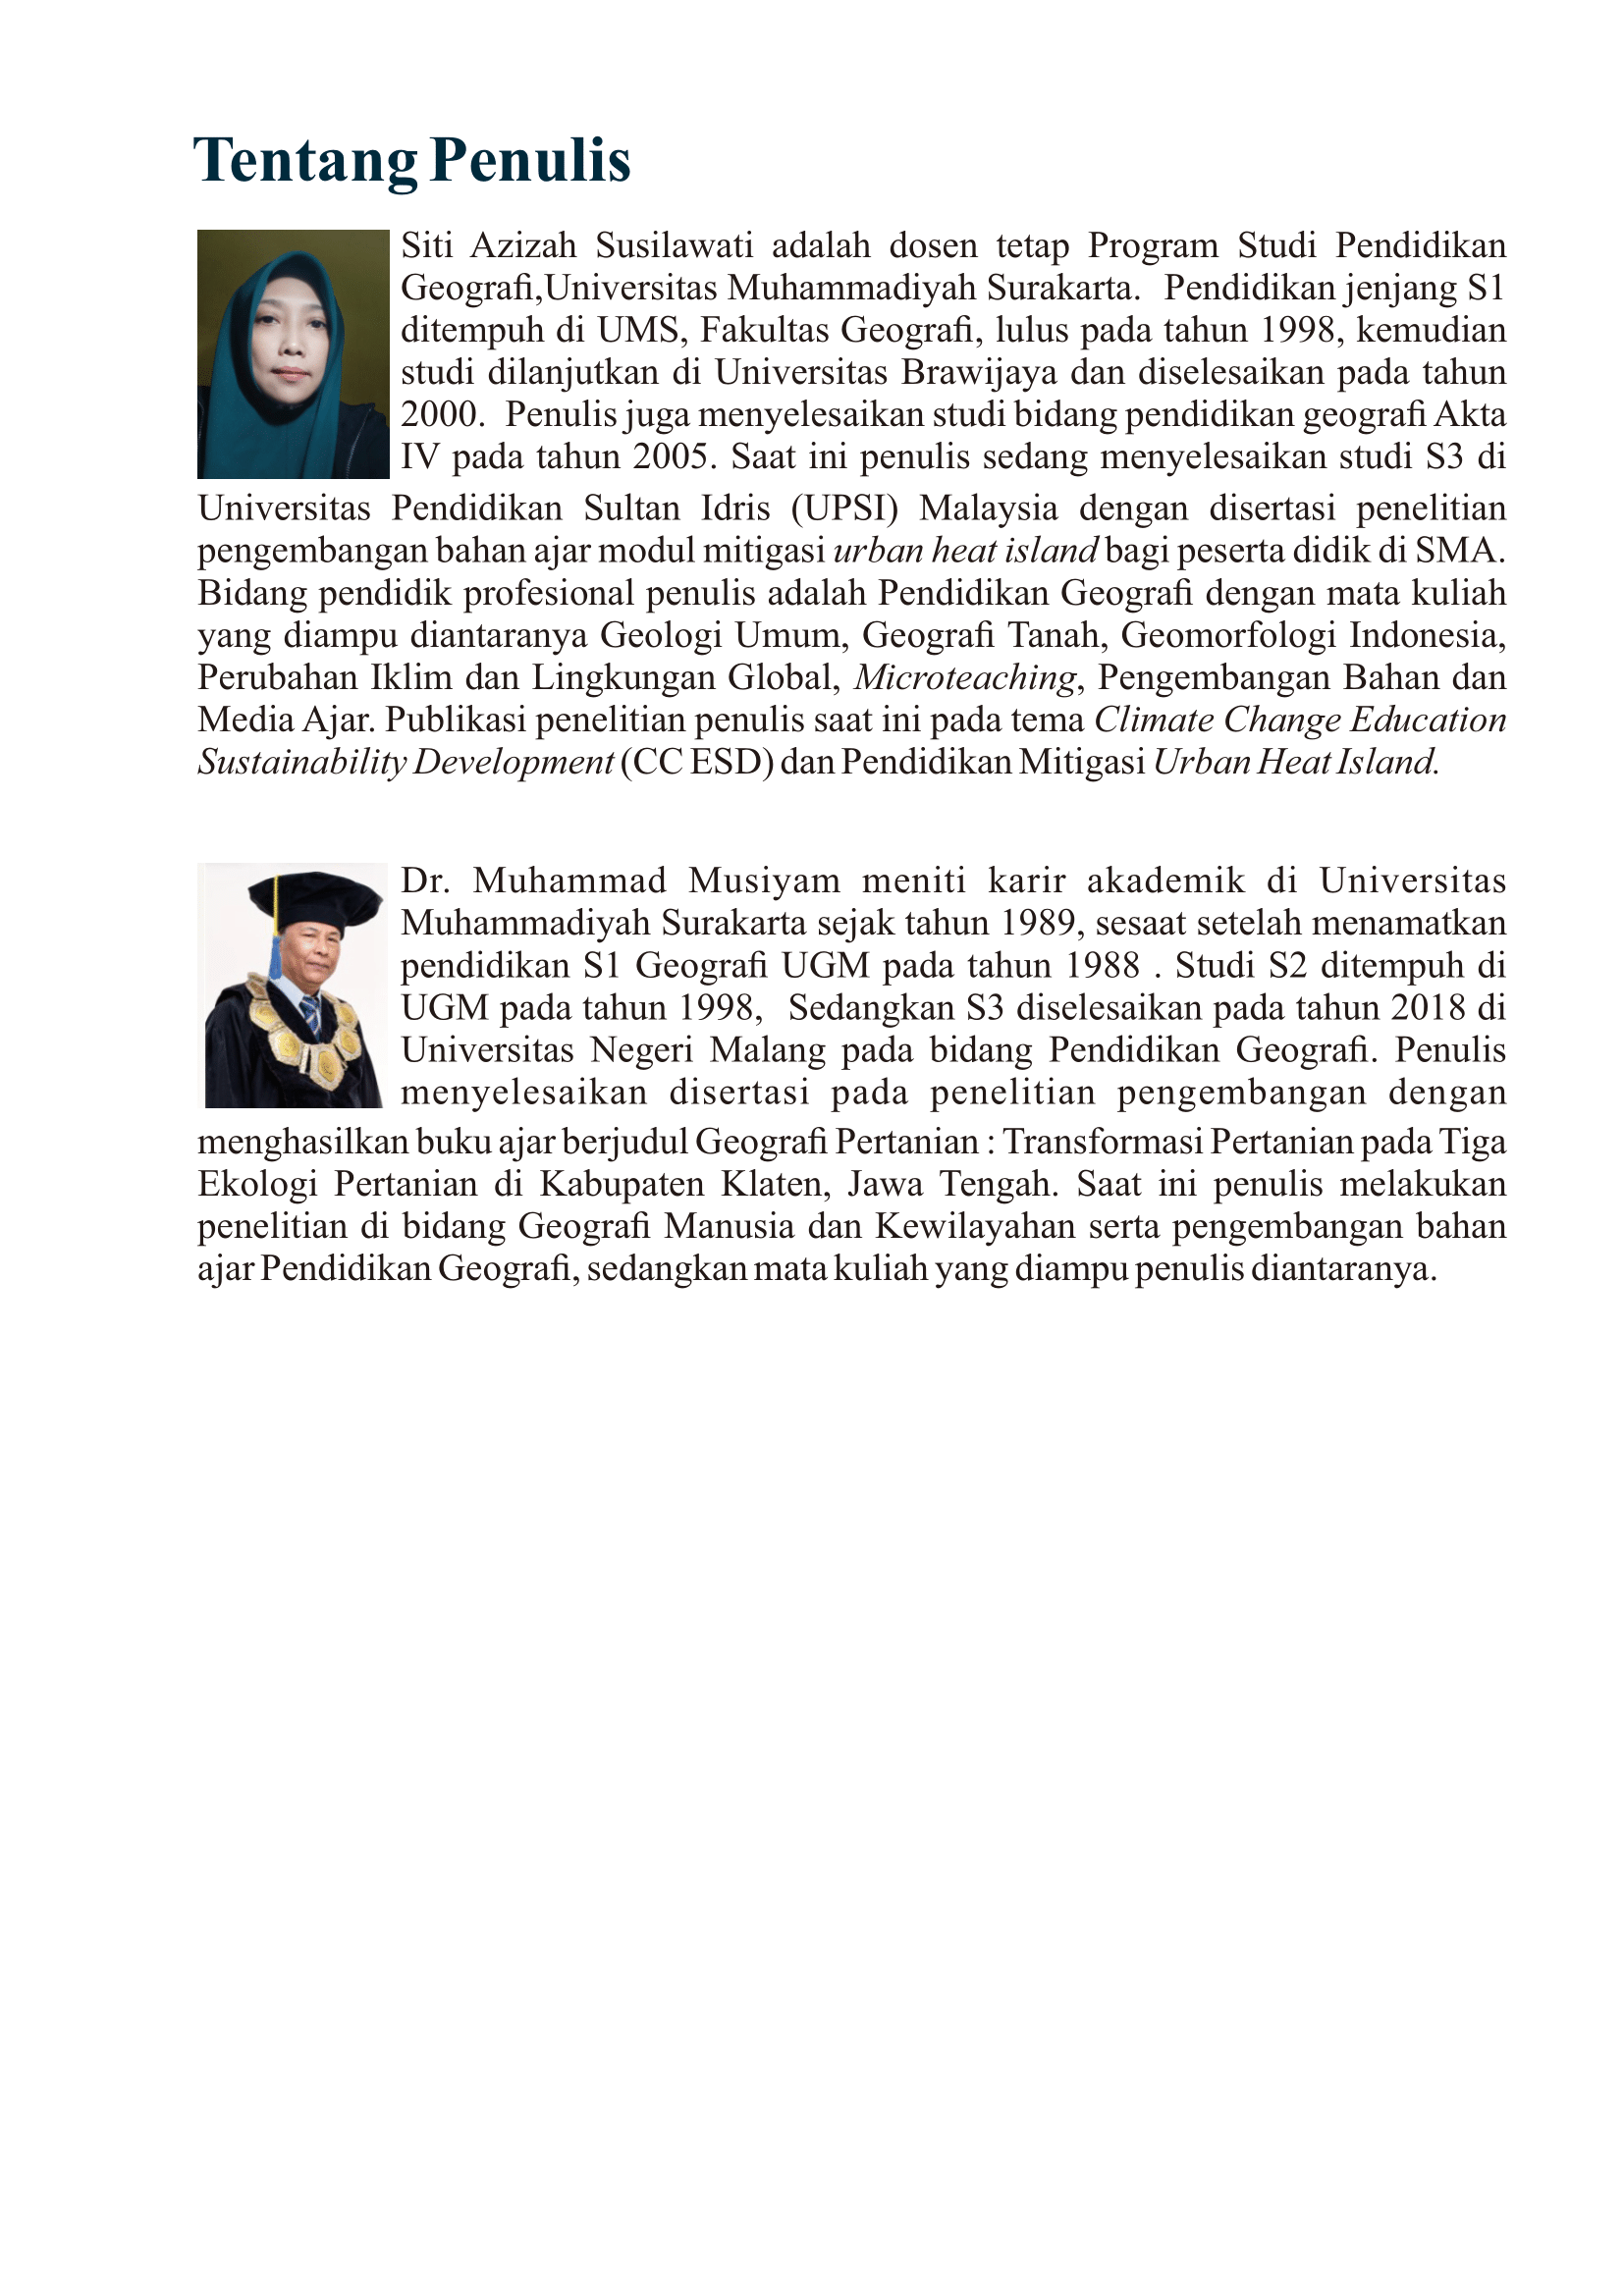 Tentang Penulis
Siti Azizah Susilawati adalah dosen tetap Program Studi Pendidikan
Geografi,Universitas Muhammadiyah Surakarta. Pendidikan jenjang S1
ditempuh di UMS, Fakultas Geografi, lulus pada tahun 1998, kemudian
studi dilanjutkan di Universitas Brawijaya dan diselesaikan pada tahun
2000. Penulis juga menyelesaikan studi bidang pendidikan geografi Akta
IV pada tahun 2005. Saat ini penulis sedang menyelesaikan studi S3 di
Universitas Pendidikan Sultan Idris (UPSI) Malaysia dengan disertasi penelitian
pengembangan bahan ajar modul mitigasi urban heat island bagi peserta didik di SMA.
Bidang pendidik profesional penulis adalah Pendidikan Geografi dengan mata kuliah
yang diampu diantaranya Geologi Umum, Geografi Tanah, Geomorfologi Indonesia,
Perubahan Iklim dan Lingkungan Global, Microteaching, Pengembangan Bahan dan
Media Ajar. Publikasi penelitian penulis saat ini pada tema Climate Change Education
Sustainability Development (CC ESD) dan Pendidikan Mitigasi Urban Heat Island.
Dr. Muhammad Musiyam meniti karir akademik di Universitas
Muhammadiyah Surakarta sejak tahun 1989, sesaat setelah menamatkan
pendidikan S1 Geografi UGM pada tahun 1988 . Studi S2 ditempuh di
UGM pada tahun 1998, Sedangkan S3 diselesaikan pada tahun 2018 di
Universitas Negeri Malang pada bidang Pendidikan Geografi. Penulis
menyelesaikan disertasi pada penelitian pengembangan dengan
menghasilkan buku ajar berjudul Geografi Pertanian : Transformasi Pertanian pada Tiga
Ekologi Pertanian di Kabupaten Klaten, Jawa Tengah. Saat ini penulis melakukan
penelitian di bidang Geografi Manusia dan Kewilayahan serta pengembangan bahan
ajar Pendidikan Geografi, sedangkan mata kuliah yang diampu penulis diantaranya.